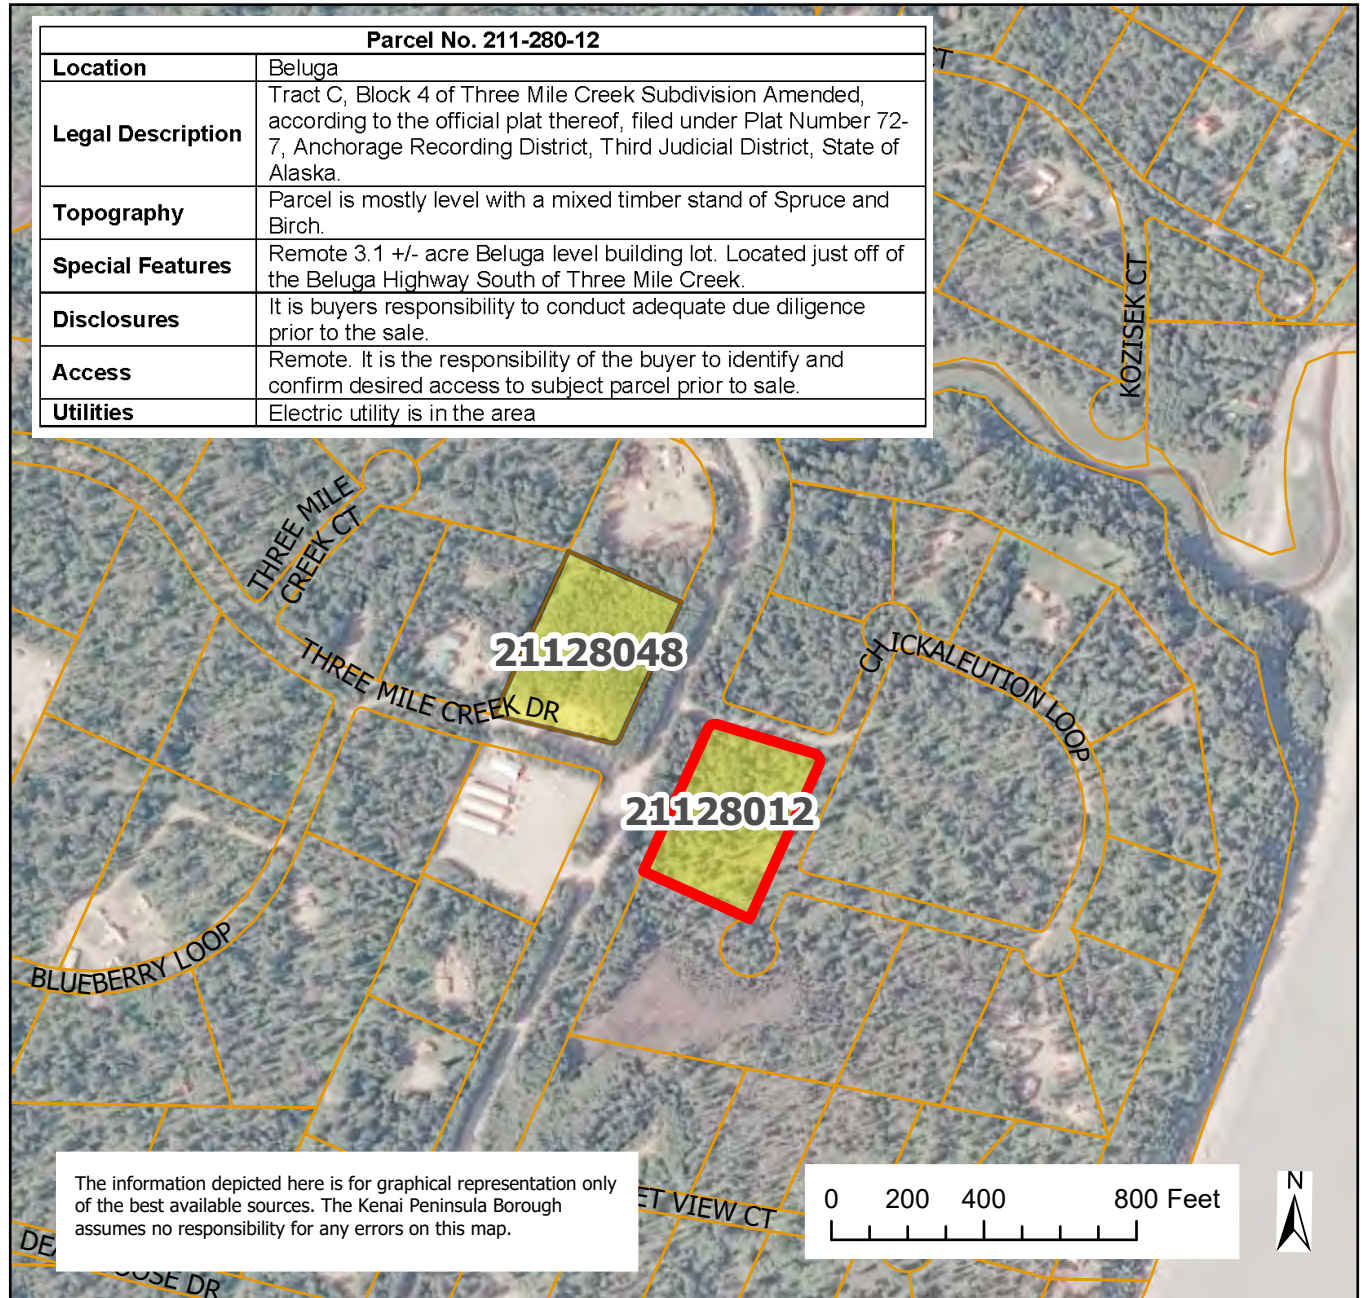 Parcel No. 211-280-12
Location Beluga
Legal Description Tract C, Block 4 of Three Mile Creek Subdivision Amended,
according to the official plat thereof, filed under Plat Number 72-
7, Anchorage Recording District, Third Judicial District, State of
Alaska.
Topography Parcel is mostly level with a mixed timber stand of Spruce and
Birch.
Special Features Remote 3.1 +/- acre Beluga level building lot. Located just off of
the Beluga Highway South of Three Mile Creek.
Disclosures It is buyers responsibility to conduct adequate due diligence
prior to the sale.
Access Remote. It is the responsibility of the buyer to identify and
confirm desired access to subject parcel prior to sale.
Utilities Electric utility is in the area
CT
KOZISEK CT
THREE MILE
CREEK CT
21128048
THREE MILE CREEK DR
CHICKALEUTION LOOP
21128012
BLUEBERRY LOOP
The information depicted here is for graphical representation only
of the best available sources. The Kenai Peninsula Borough
assumes no responsibility for any errors on this map.
ET VIEW CT
0 200 400 800 Feet
N
DE
OOSE DR